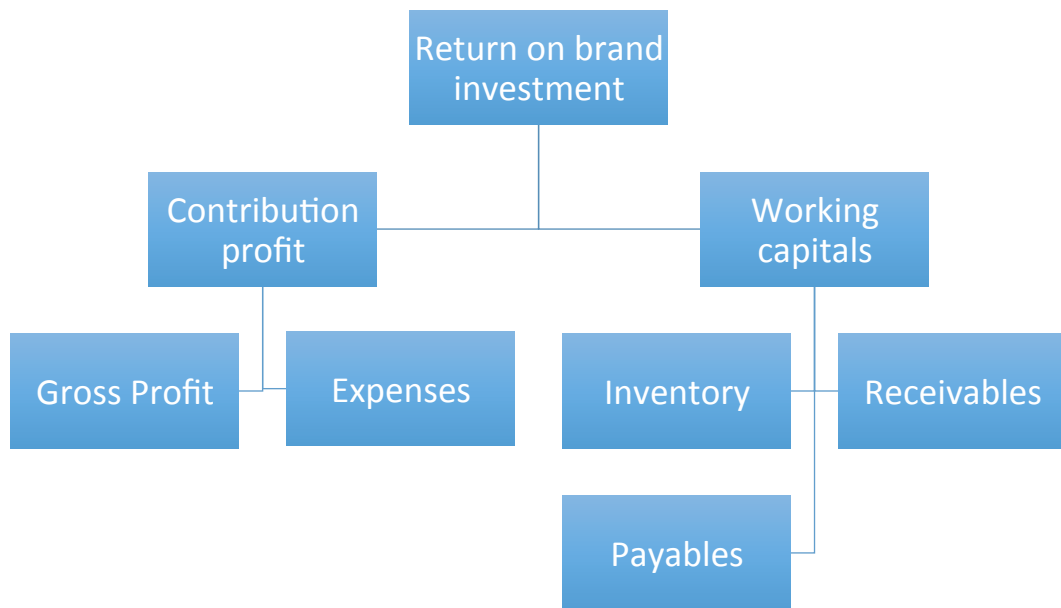 Return on brand
investment
Contribution
profit
Working
capitals
Gross Profit
Expenses
Inventory
Receivables
Payables